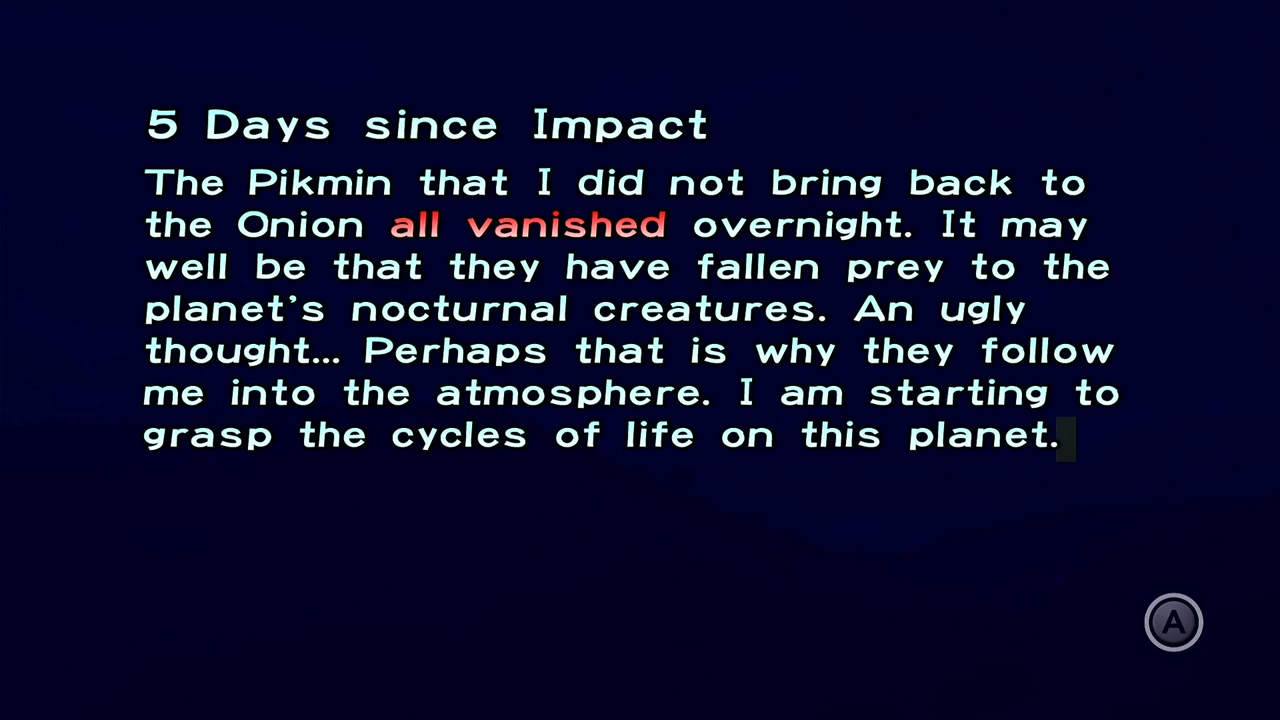 5 Days since Impact
The Pikmin that I did not bring back to
the Onion all vanished overnight. It may
well be that they have fallen prey to the
planet's nocturnal creatures. An ugly
thought... Perhaps that is why they follow
me into the atmosphere. I am starting to
grasp the cycles of life on this planet.
A